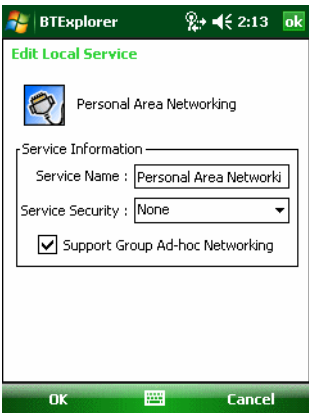 BTExplorer 2:13 ok
Edit Local Service
Personal Area Networking
Service Information
Service Name : Personal Area Networki
Service Security : None
Support Group Ad-hoc Networking
OK Cancel